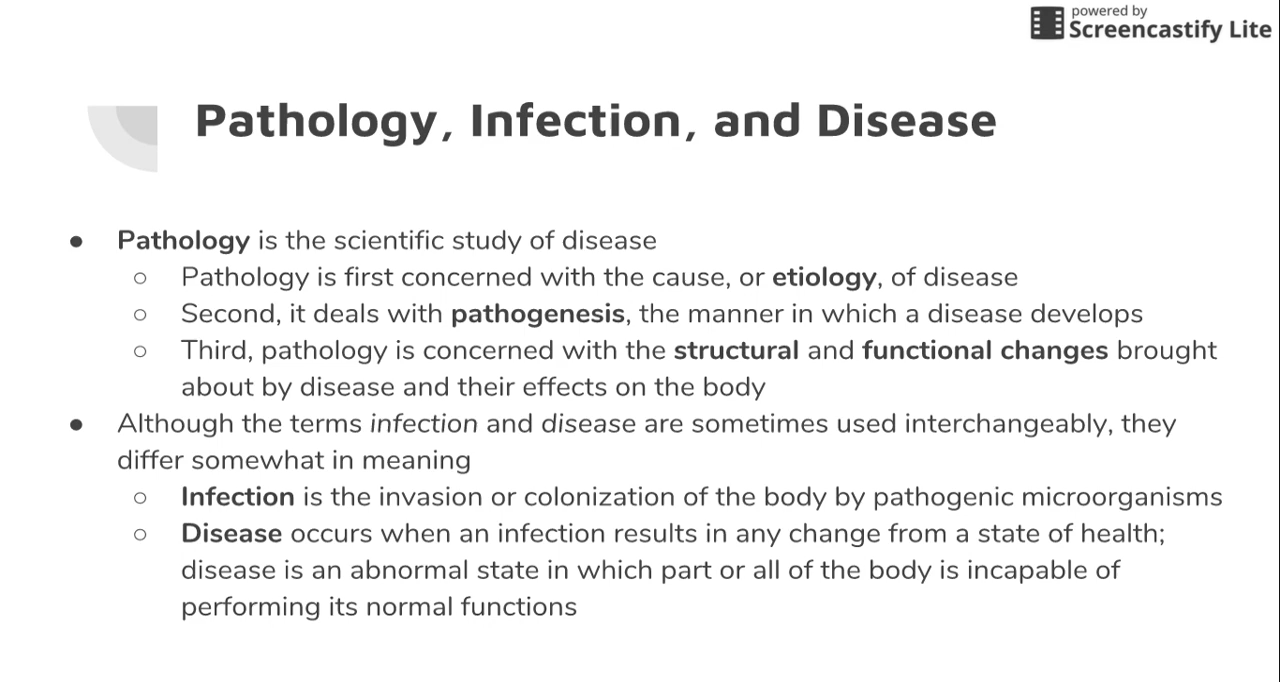 powered by
Screencastify Lite
Pathology, Infection, and Disease
● Pathology is the scientific study of disease
○ Pathology is first concerned with the cause, or etiology, of disease
○ Second, it deals with pathogenesis, the manner in which a disease develops
○ Third, pathology is concerned with the structural and functional changes brought
about by disease and their effects on the body
● Although the terms infection and disease are sometimes used interchangeably, they
differ somewhat in meaning
○ Infection is the invasion or colonization of the body by pathogenic microorganisms
○ Disease occurs when an infection results in any change from a state of health;
disease is an abnormal state in which part or all of the body is incapable of
performing its normal functions